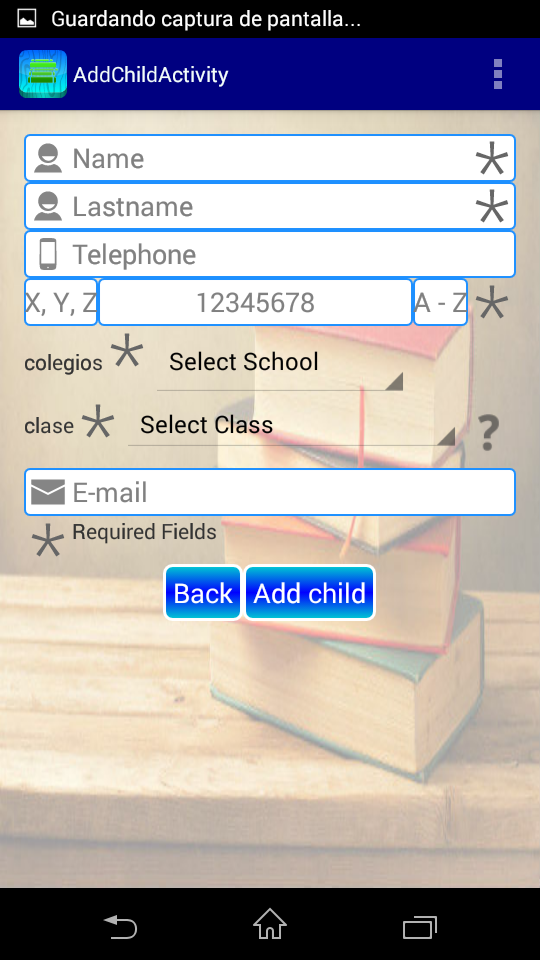 Guardando captura de pantalla...
AddChildActivity
Name
Lastname
Telephone
X, Y, Z 12345678 A - Z
colegios Select School
clase Select Class ?
E-mail
Required Fields
Back Add child